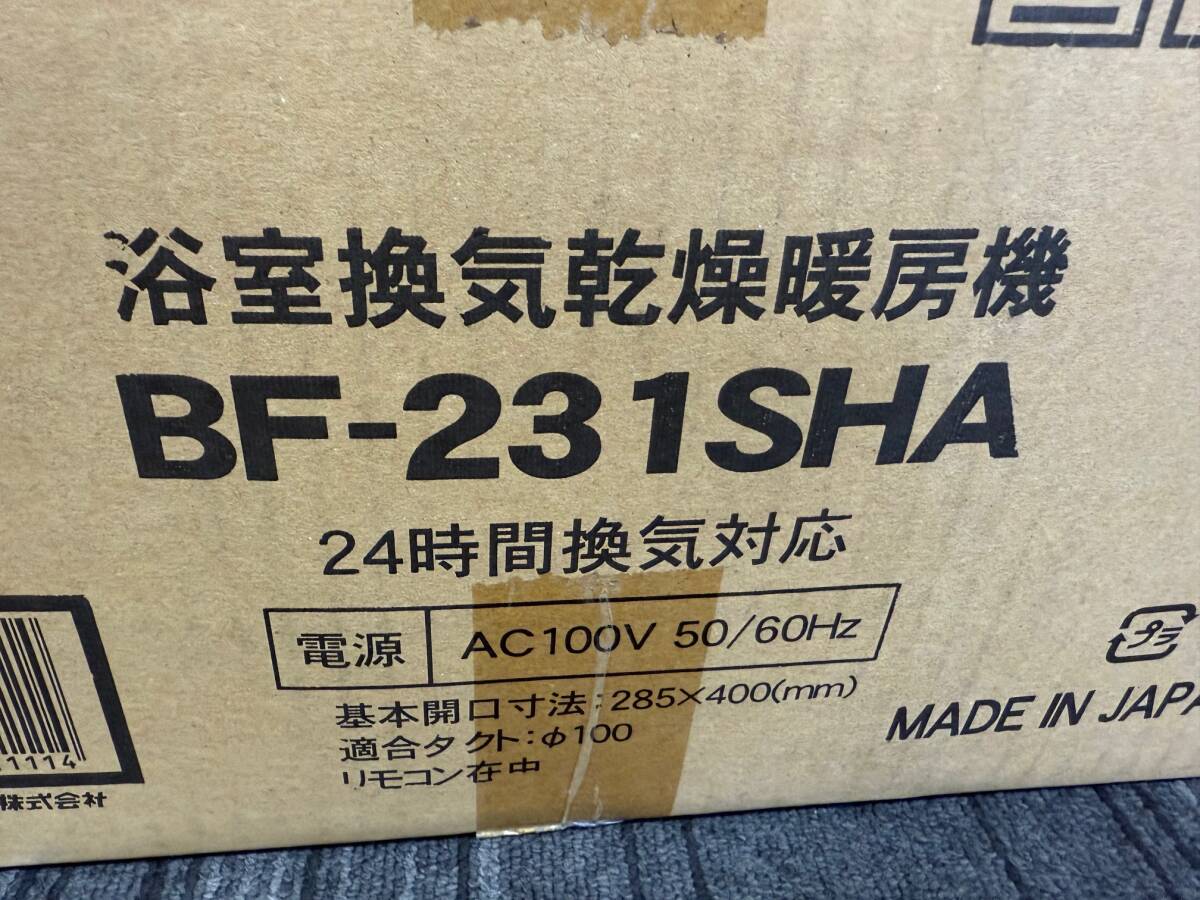 浴室換気乾燥暖房機
BF-231SHA
24時間換気対応
電源 AC100V 50/60Hz
基本開口寸法:285×400(mm)
適合ダクト:φ100
リモコン在中
プラ
MADE IN JAPA
1114
株式会社